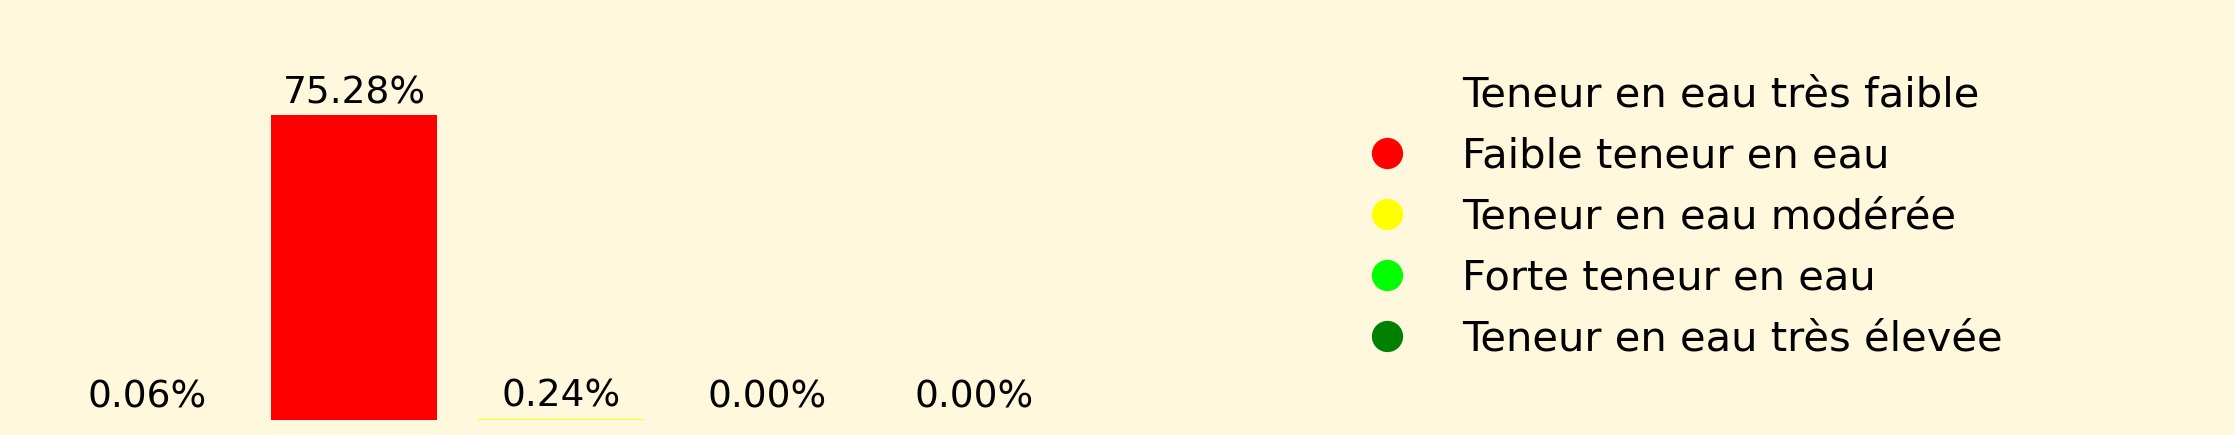 75.28%
0.06%
0.24%
0.00%
0.00%
Teneur en eau très faible
Faible teneur en eau
Teneur en eau modérée
Forte teneur en eau
Teneur en eau très élevée